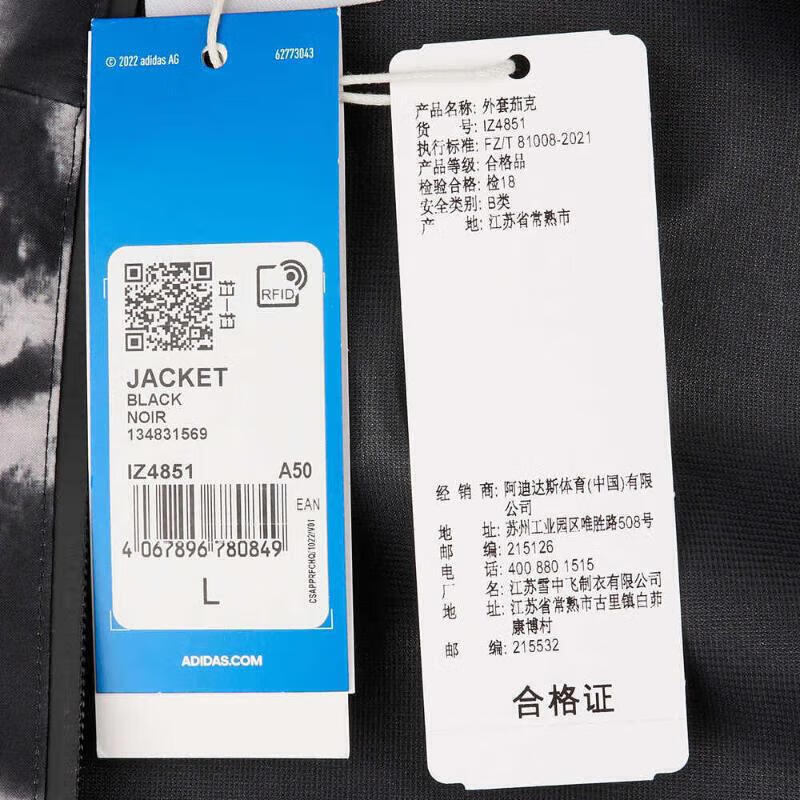 © 2022 adidas AG
62773043
扫一扫
RFID
JACKET
BLACK
NOIR
134831569
IZ4851 A50
EAN
4 067896 780849
CSAPPRFCHQ/1022/V01
L
ADIDAS.COM
产品名称: 外套茄克
货 号: IZ4851
执行标准: FZ/T 81008-2021
产品等级: 合格品
检验合格: 检18
安全类别: B类
产 地: 江苏省常熟市
经 销 商: 阿迪达斯体育(中国)有限
公司
地 址: 苏州工业园区唯胜路508号
邮 编: 215126
电 话: 400 880 1515
厂 名: 江苏雪中飞制衣有限公司
地 址: 江苏省常熟市古里镇白茆
康博村
邮 编: 215532
合格证